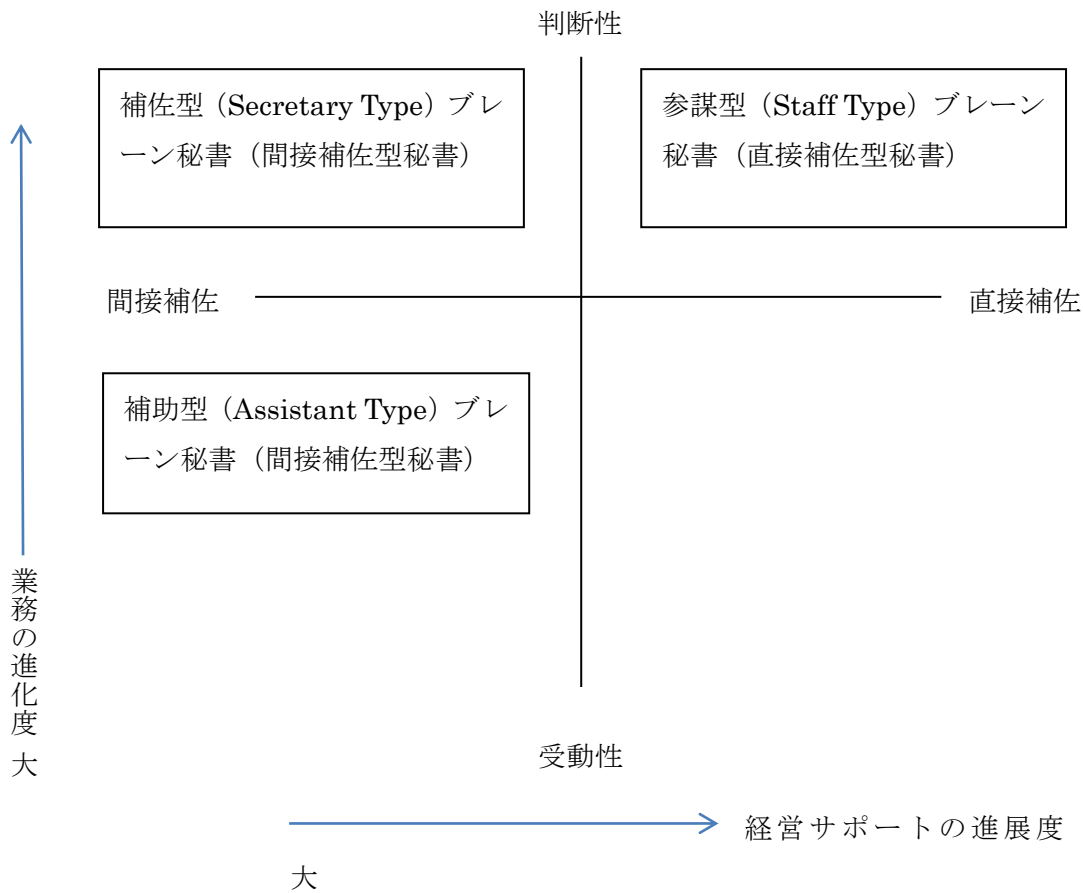 判断性
補佐型（Secretary Type）ブレ
ーン秘書（間接補佐型秘書）
参謀型（Staff Type）ブレーン
秘書（直接補佐型秘書）
間接補佐
直接補佐
補助型（Assistant Type）ブレ
ーン秘書（間接補佐型秘書）
業務の進化度 大
受動性
経営サポートの進展度
大